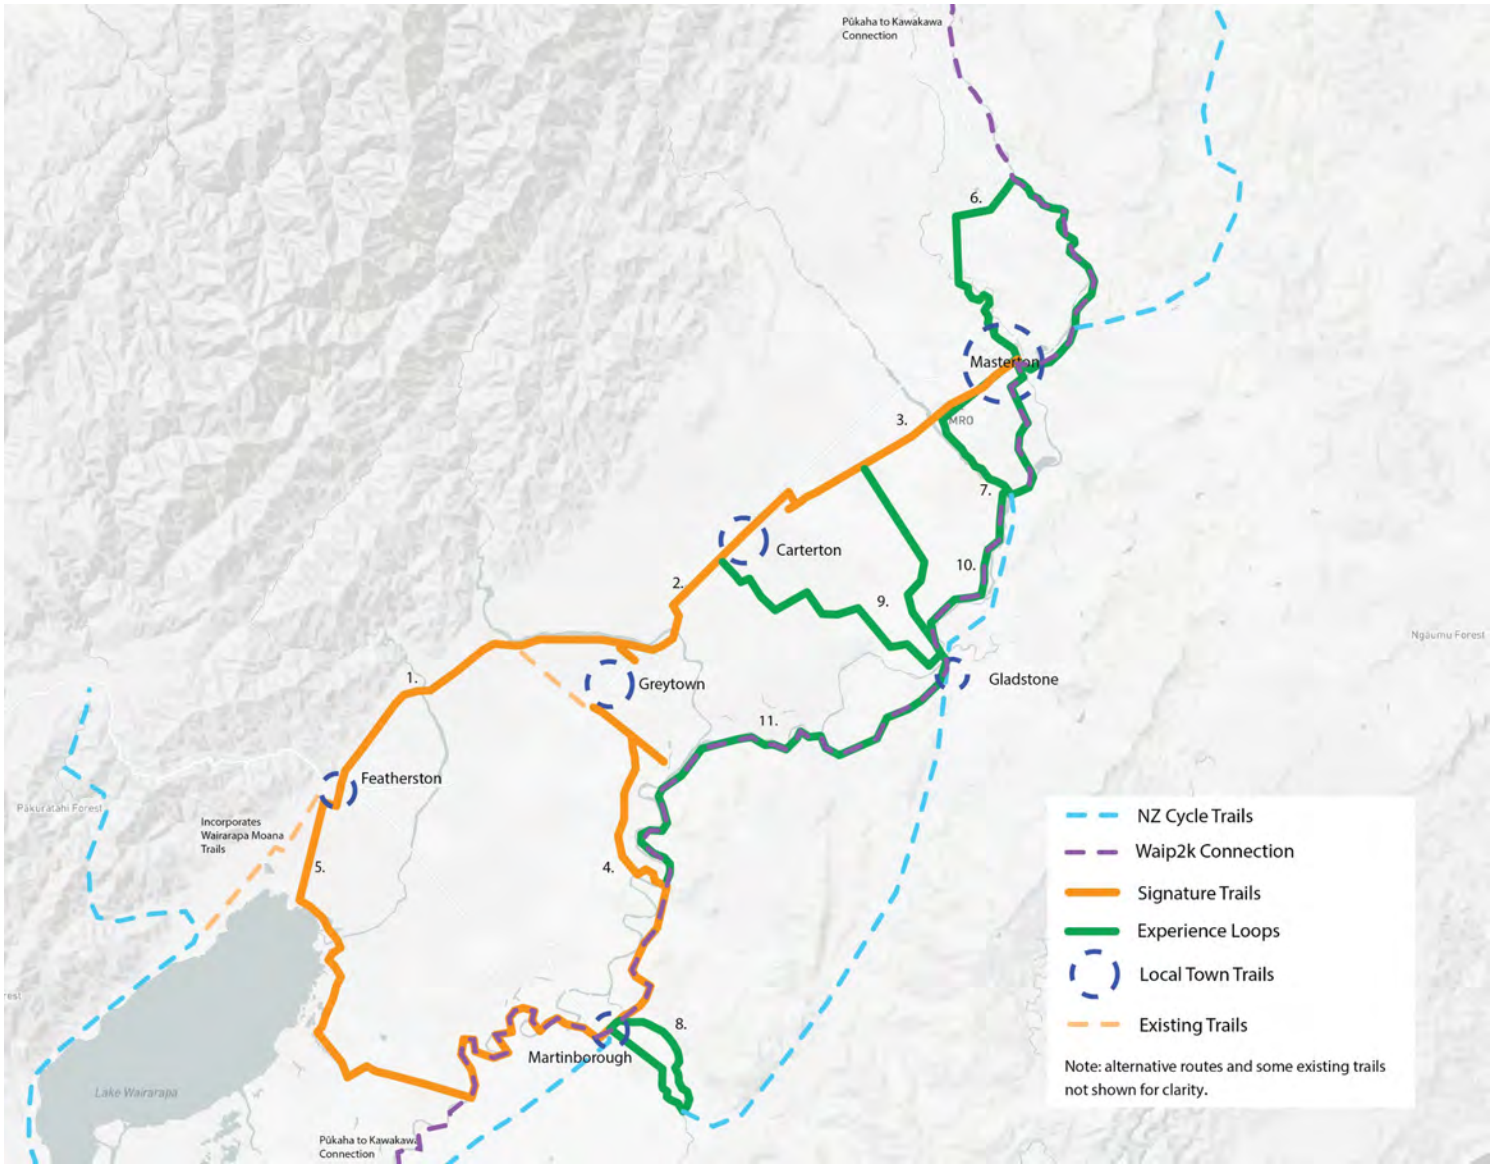 Pūkaha to Kawakawa
Connection
6.
Masterton
3.
MRO
7.
Carterton
10.
2.
9.
Ngāumu Forest
1.
Greytown
Gladstone
11.
Featherston
Pākuratahi Forest
Incorporates
Wairarapa Moana
Trails
5.
4.
rest
8.
Martinborough
Lake Wairarapa
Pūkaha to Kawakawa
Connection
NZ Cycle Trails
Waip2k Connection
Signature Trails
Experience Loops
Local Town Trails
Existing Trails
Note: alternative routes and some existing trails
not shown for clarity.